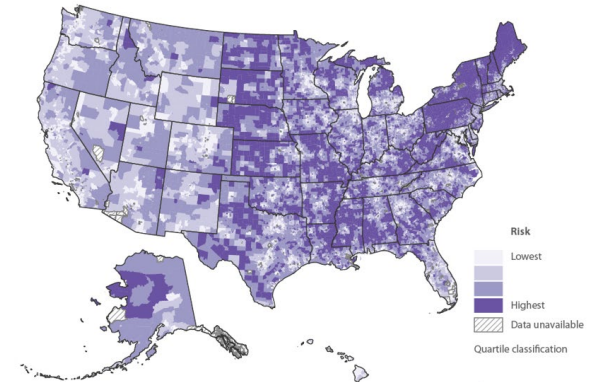 Risk
Lowest
Highest
Data unavailable
Quartile classification